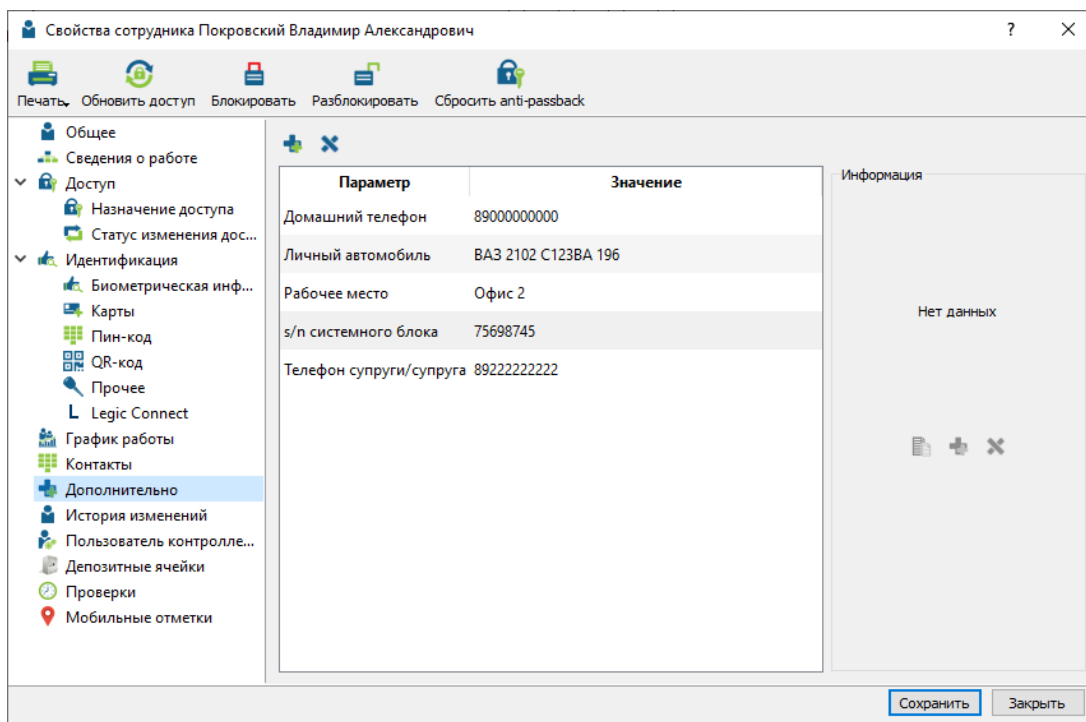 Свойства сотрудника Покровский Владимир Александрович
?
Печать
Обновить доступ
Блокировать
Разблокировать
Сбросить anti-passback
Общее
Сведения о работе
Доступ
Назначение доступа
Статус изменения дос...
Идентификация
Биометрическая инф...
Карты
Пин-код
QR-код
Прочее
L Legic Connect
График работы
Контакты
Дополнительно
История изменений
Пользователь контролле...
Депозитные ячейки
Проверки
Мобильные отметки
Параметр Значение
Домашний телефон 89000000000
Личный автомобиль ВАЗ 2102 С123ВА 196
Рабочее место Офис 2
s/n системного блока 75698745
Телефон супруги/супруга 89222222222
Информация
Нет данных
Сохранить
Закрыть